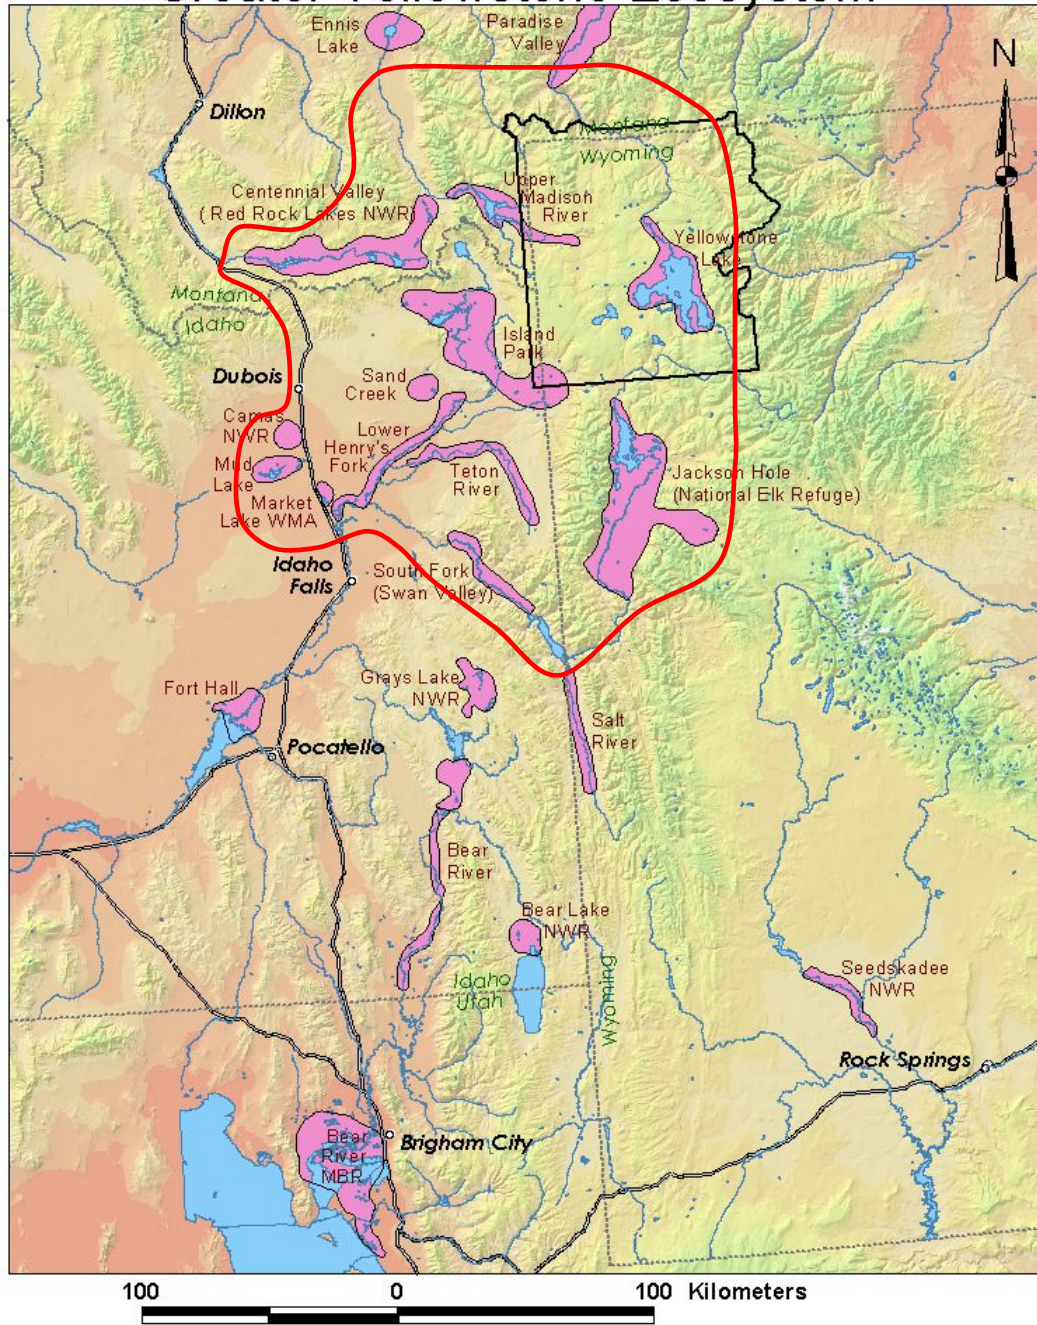 Greater Yellowstone Ecosystem
Ennis
Lake
Paradise
Valley
N
Dillon
Montana
Wyoming
Centennial Valley
( Red Rock Lakes NWR)
Upper
Madison
River
Yellowstone
Lake
Montana
Idaho
Island
Park
Dubois
Sand
Creek
Camas
NWR
Lower
Henry's
Fork
Mud
Lake
Teton
River
Jackson Hole
(National Elk Refuge)
Market
Lake WMA
Idaho
Falls
South Fork
(Swan Valley)
Fort Hall
Grays Lake
NWR
Salt
River
Pocatello
Bear
River
Bear Lake
NWR
Idaho
Utah
Wyoming
Seedskadee
NWR
Rock Springs
Bear
River
MBR
Brigham City
100 0 100 Kilometers